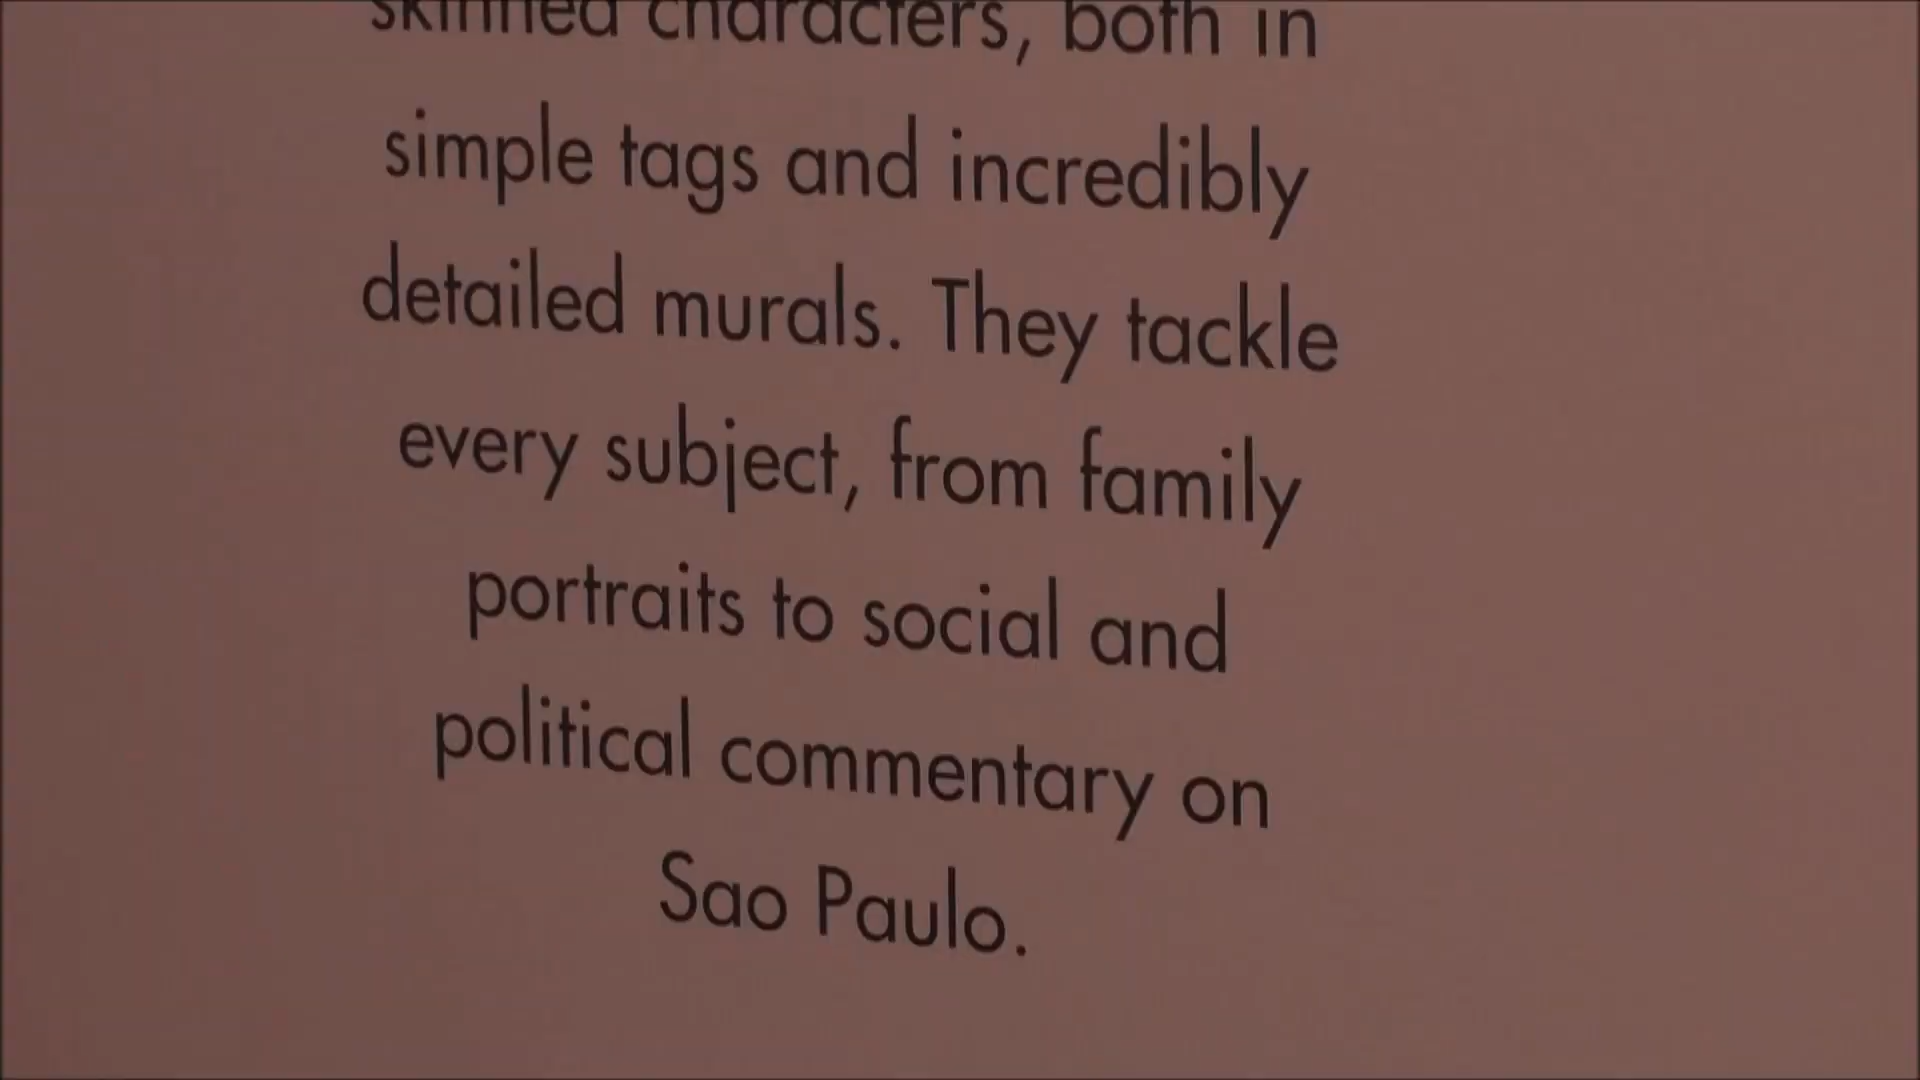 skinned characters, both in
simple tags and incredibly
detailed murals. They tackle
every subject, from family
portraits to social and
political commentary on
Sao Paulo.